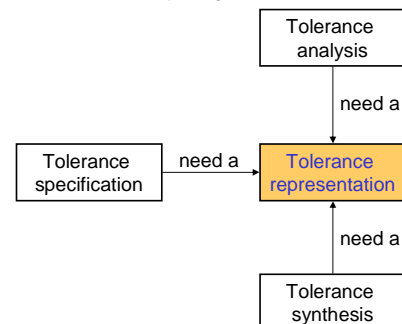 Tolerance
analysis
need a
Tolerance
specification
need a
Tolerance
representation
need a
Tolerance
synthesis